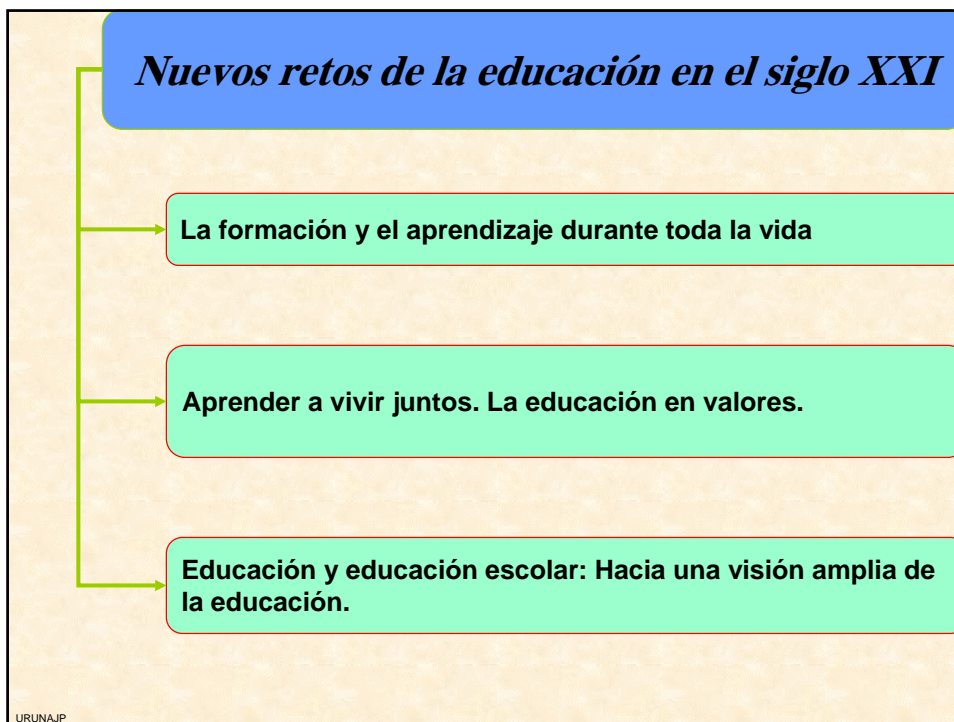 Nuevos retos de la educación en el siglo XXI
La formación y el aprendizaje durante toda la vida
Aprender a vivir juntos. La educación en valores.
Educación y educación escolar: Hacia una visión amplia de
la educación.
URUNAJP